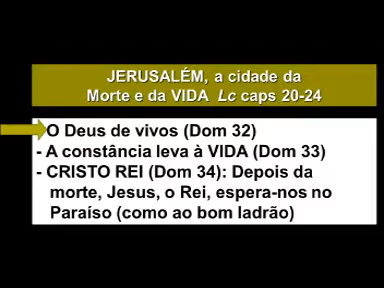 JERUSALÉM, a cidade da
Morte e da VIDA Lc caps 20-24
O Deus de vivos (Dom 32)
- A constância leva à VIDA (Dom 33)
- CRISTO REI (Dom 34): Depois da
morte, Jesus, o Rei, espera-nos no
Paraíso (como ao bom ladrão)